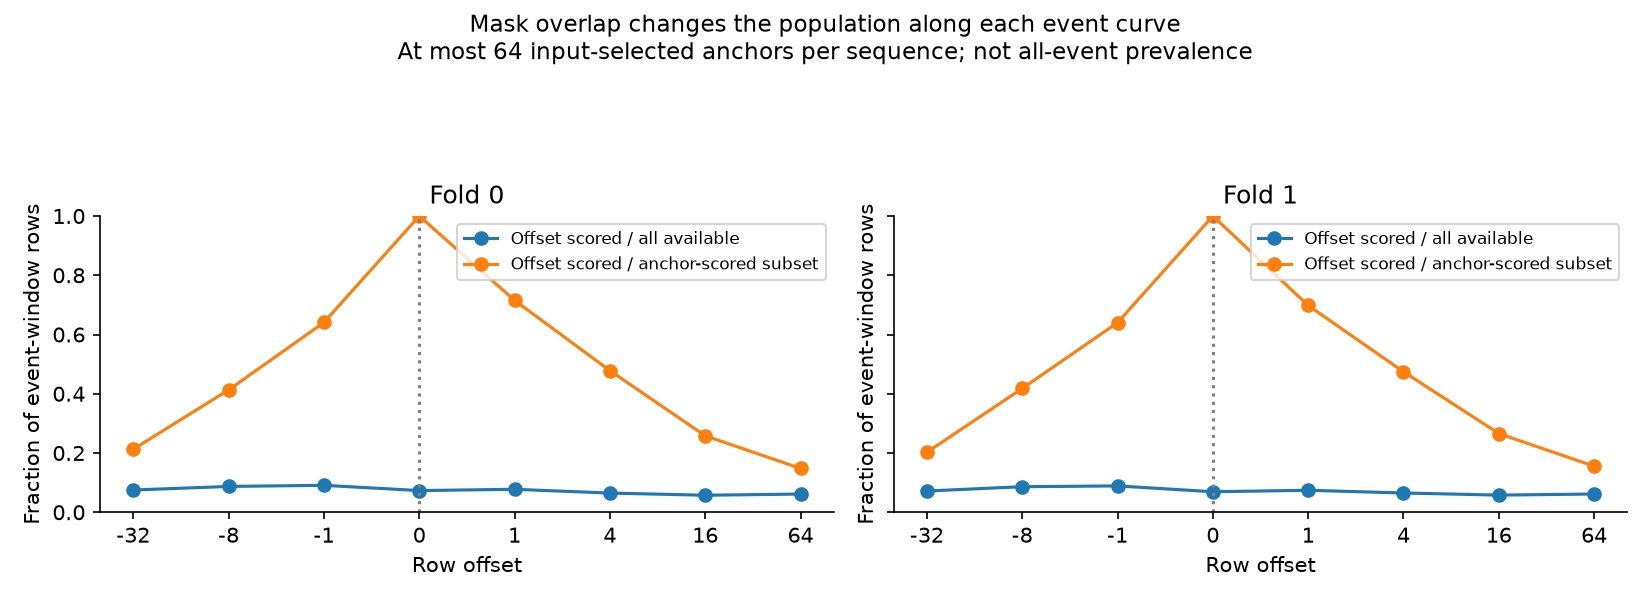 Mask overlap changes the population along each event curve
At most 64 input-selected anchors per sequence; not all-event prevalence
Fold 0
Fraction of event-window rows
1.0
0.8
0.6
0.4
0.2
0.0
Offset scored / all available
Offset scored / anchor-scored subset
-32 -8 -1 0 1 4 16 64
Row offset
Fold 1
Fraction of event-window rows
Offset scored / all available
Offset scored / anchor-scored subset
-32 -8 -1 0 1 4 16 64
Row offset